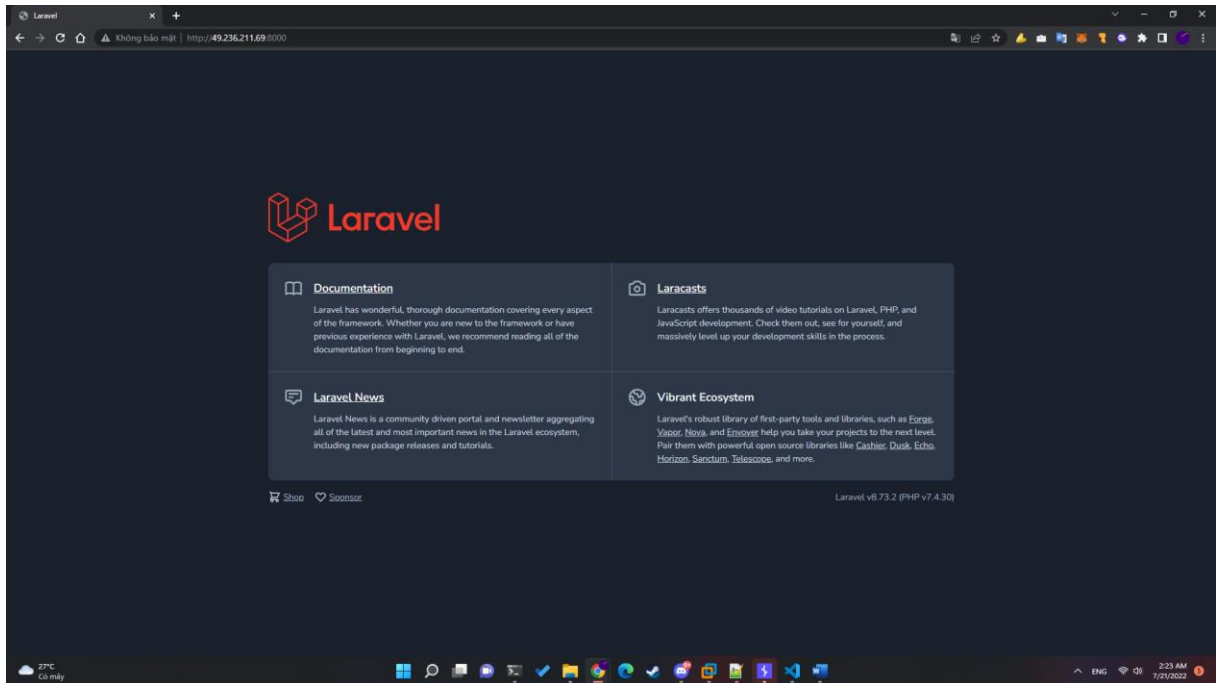 Laravel
Không bảo mật | http://49.236.211.69:8000
Laravel
Documentation
Laravel has wonderful, thorough documentation covering every aspect
of the framework. Whether you are new to the framework or have
previous experience with Laravel, we recommend reading all of the
documentation from beginning to end.
Laracasts
Laracasts offers thousands of video tutorials on Laravel, PHP, and
JavaScript development. Check them out, see for yourself, and
massively level up your development skills in the process.
Laravel News
Laravel News is a community driven portal and newsletter aggregating
all of the latest and most important news in the Laravel ecosystem,
including new package releases and tutorials.
Vibrant Ecosystem
Laravel's robust library of first-party tools and libraries, such as Forge,
Vapor, Nova, and Envoyer help you take your projects to the next level.
Pair them with powerful open source libraries like Cashier, Dusk, Echo,
Horizon, Sanctum, Telescope, and more.
Shop
Sponsor
Laravel v8.73.2 (PHP v7.4.30)
27°C
Có mây
ENG
2:23 AM
7/21/2022